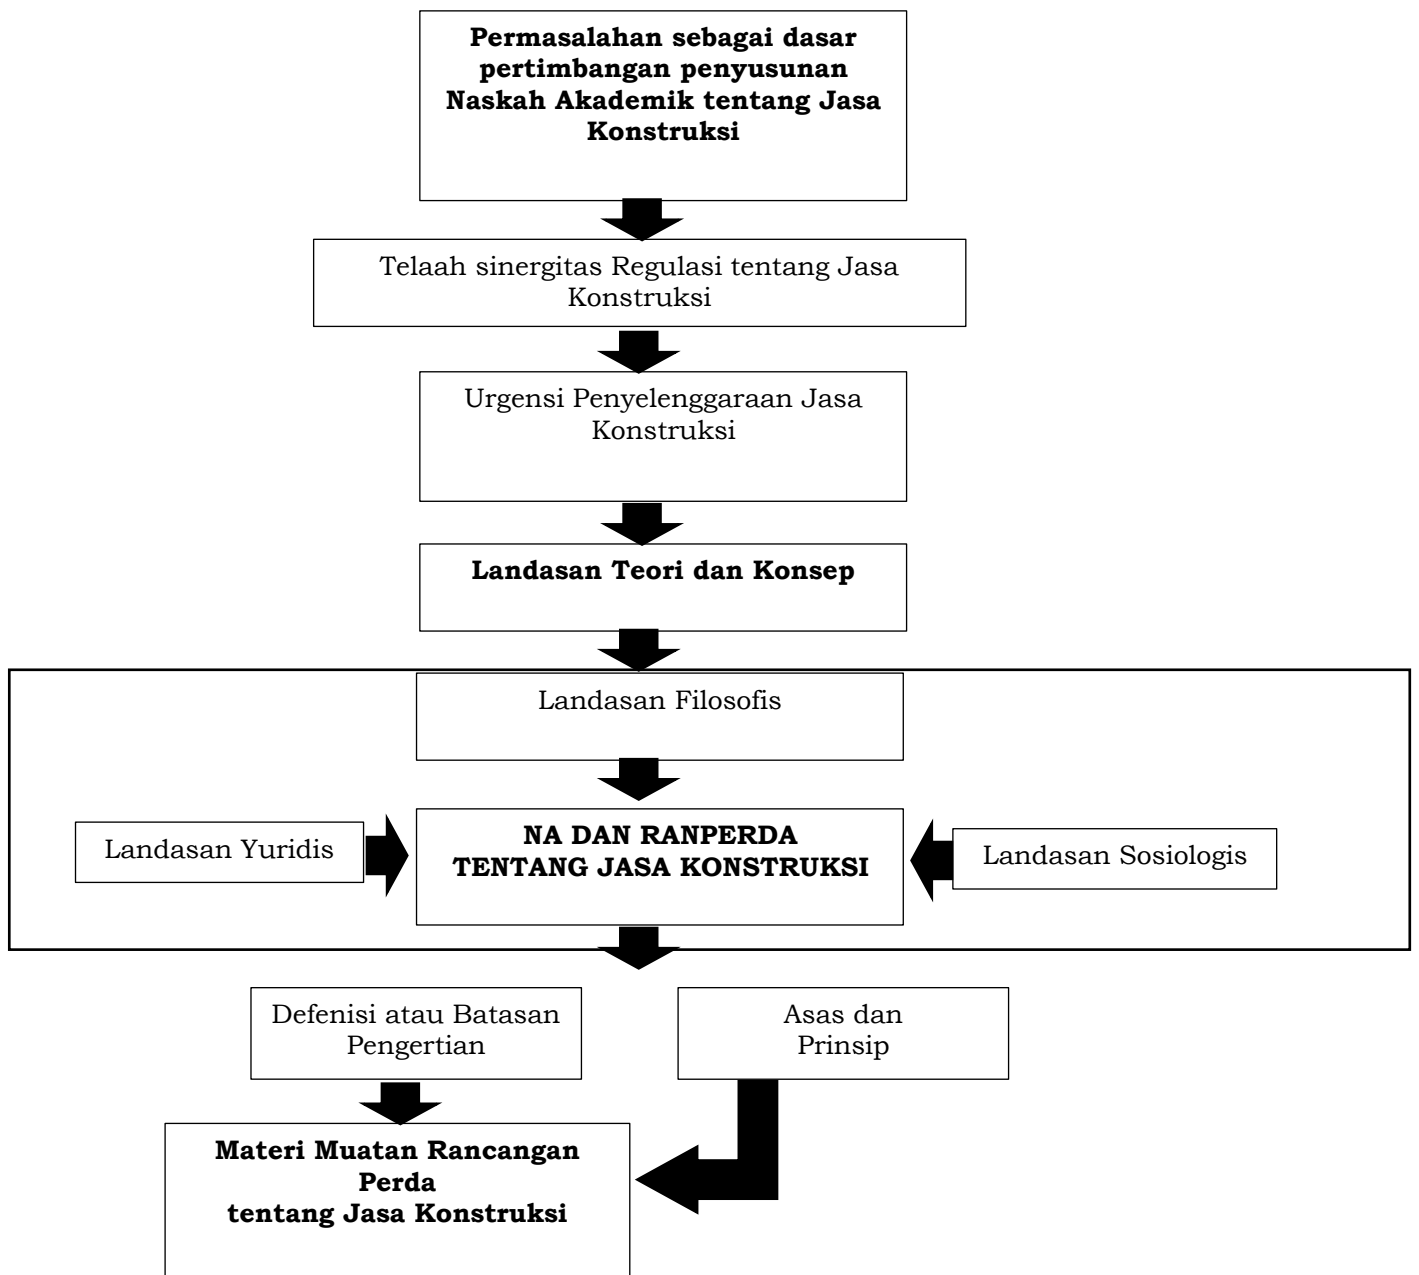 Permasalahan sebagai dasar
pertimbangan penyusunan
Naskah Akademik tentang Jasa
Konstruksi
Telaah sinergitas Regulasi tentang Jasa
Konstruksi
Urgensi Penyelenggaraan Jasa
Konstruksi
Landasan Teori dan Konsep
Landasan Filosofis
Landasan Yuridis
NA DAN RANPERDA
TENTANG JASA KONSTRUKSI
Landasan Sosiologis
Defenisi atau Batasan
Pengertian
Asas dan
Prinsip
Materi Muatan Rancangan
Perda
tentang Jasa Konstruksi